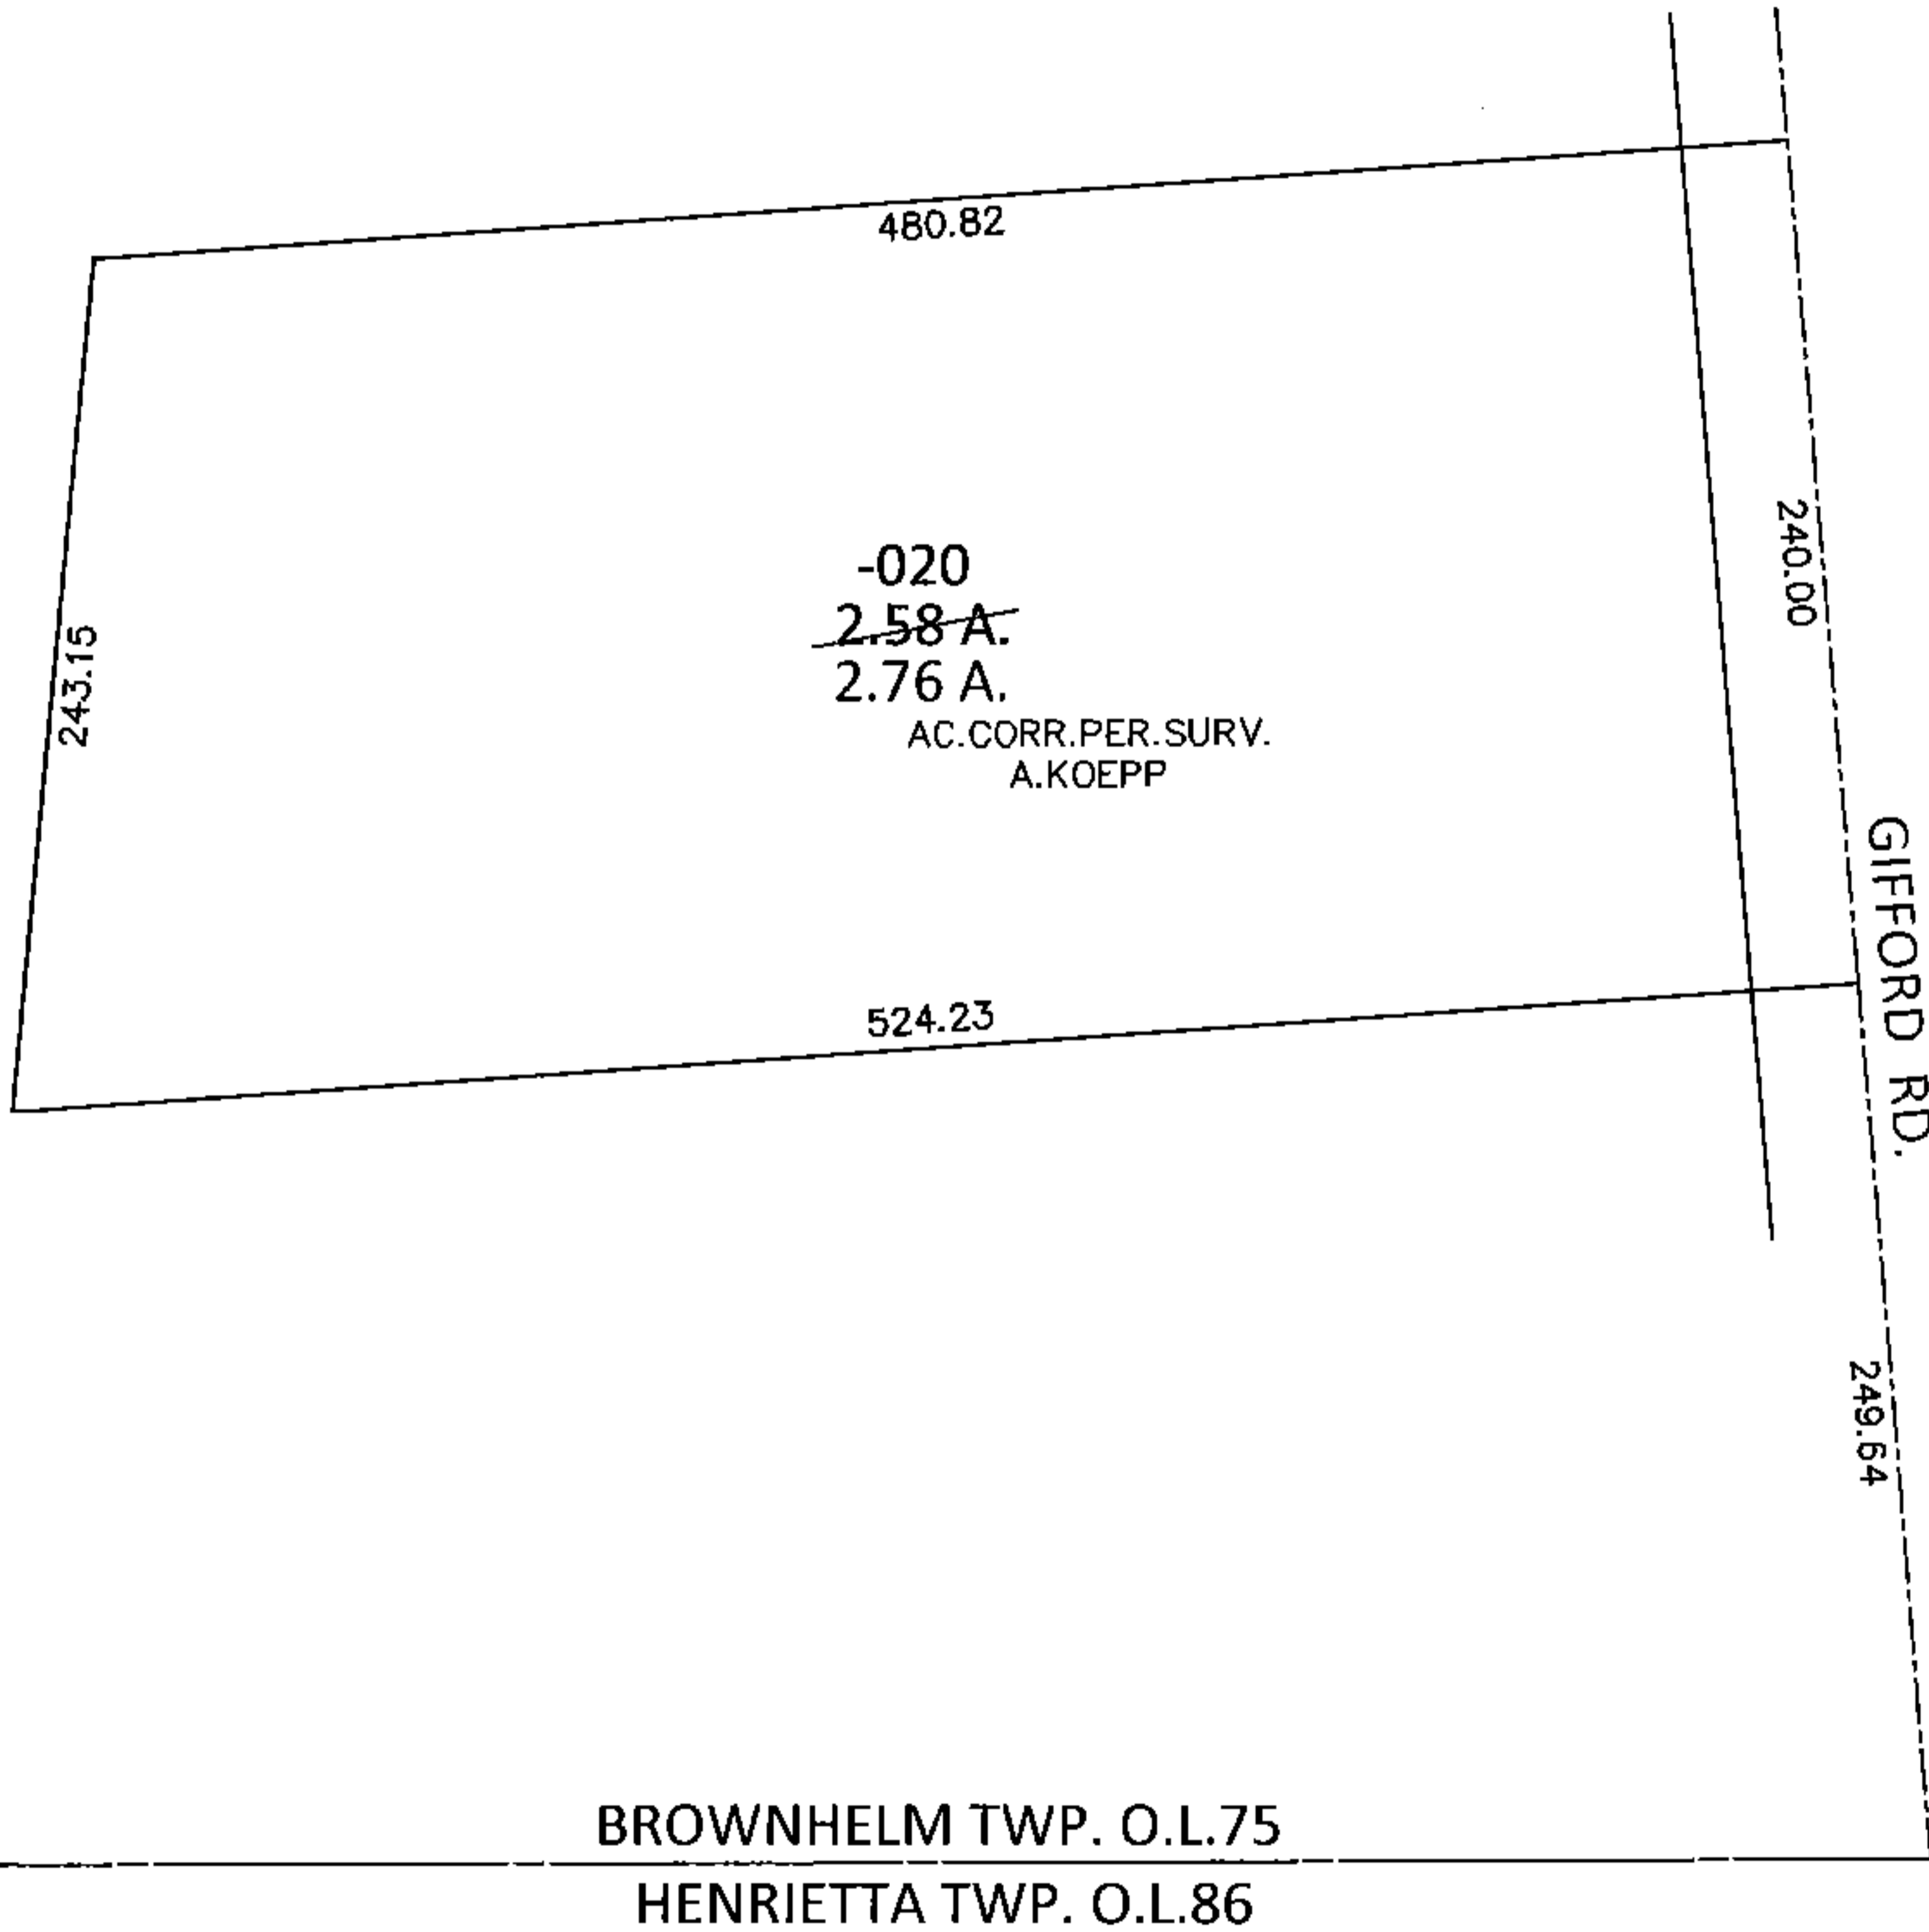 480.82
240.00
243.15
-020
2.58 A.
2.76 A.
AC.CORR.PER.SURV.
A.KOEPP
GIFFORD RD.
524.23
249.64
BROWNHELM TWP. O.L.75
HENRIETTA TWP. O.L.86